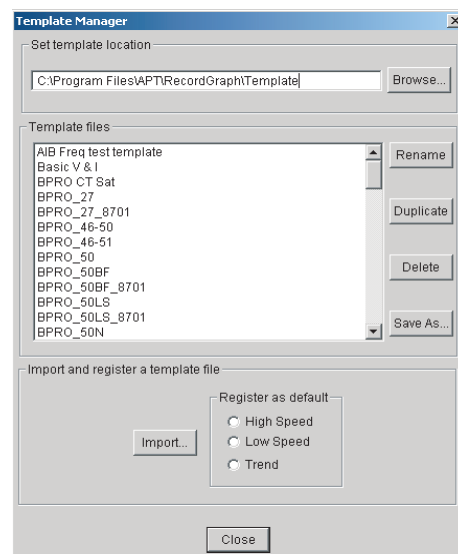 Template Manager
Set template location
C:\Program Files\APT\RecordGraph\Template
Browse...
Template files
AIB Freq test template
Basic V & I
BPRO CT Sat
BPRO_27
BPRO_27_8701
BPRO_46-50
BPRO_46-51
BPRO_50
BPRO_50BF
BPRO_50BF_8701
BPRO_50LS
BPRO_50LS_8701
BPRO_50N
Rename
Duplicate
Delete
Save As...
Import and register a template file
Import...
Register as default
High Speed
Low Speed
Trend
Close